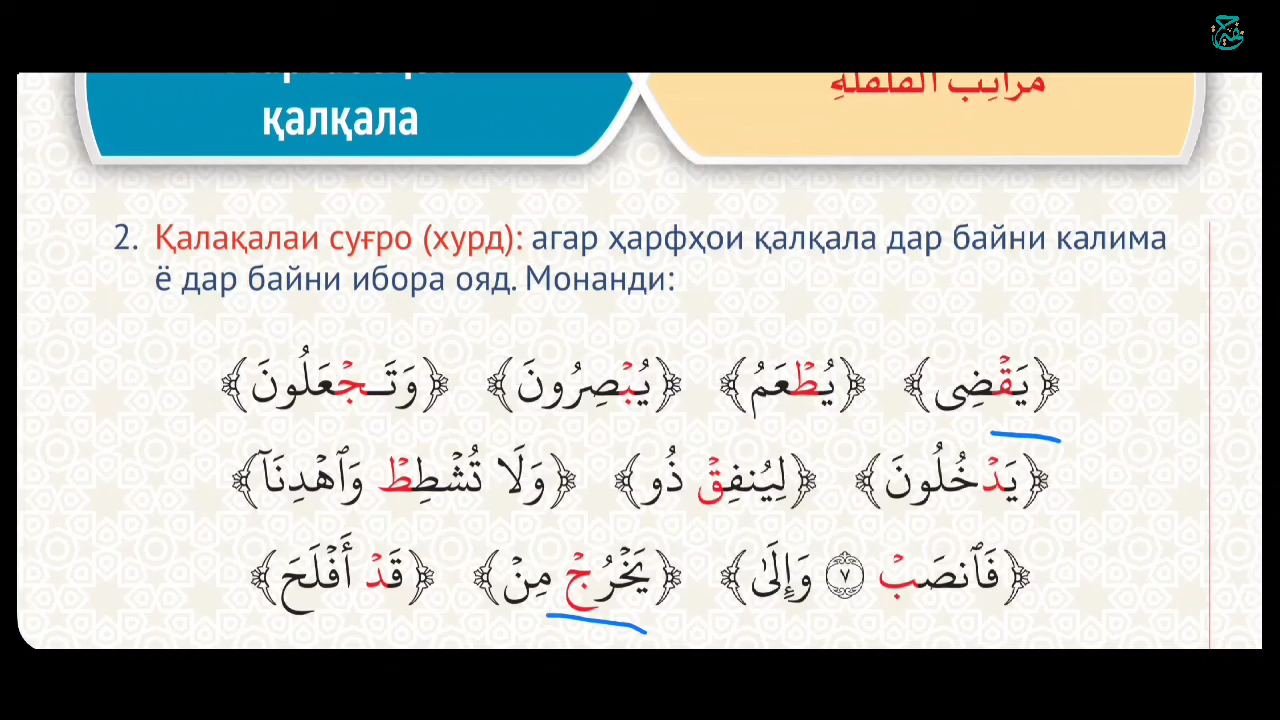 қалқала
مراتب القلقلة
2. Қалақалаи суғро (хурд): агар ҳарфҳои қалқала дар байни калима
ё дар байни ибора ояд. Монанди:
﴿يَقۡضِى﴾ ﴿يُطۡعَمُ﴾ ﴿يُبۡصِرُونَ﴾ ﴿وَتَـجۡعَلُونَ﴾
﴿يَدۡخُلُونَ﴾ ﴿لِيُنفِقۡ ذُو﴾ ﴿وَلَا تُشۡطِطۡ وَٱهۡدِنَآ﴾
﴿فَٱنصَبۡ ٧ وَإِلَىٰ﴾ ﴿يَخۡرُجۡ مِنۡ﴾ ﴿قَدۡ أَفۡلَحَ﴾